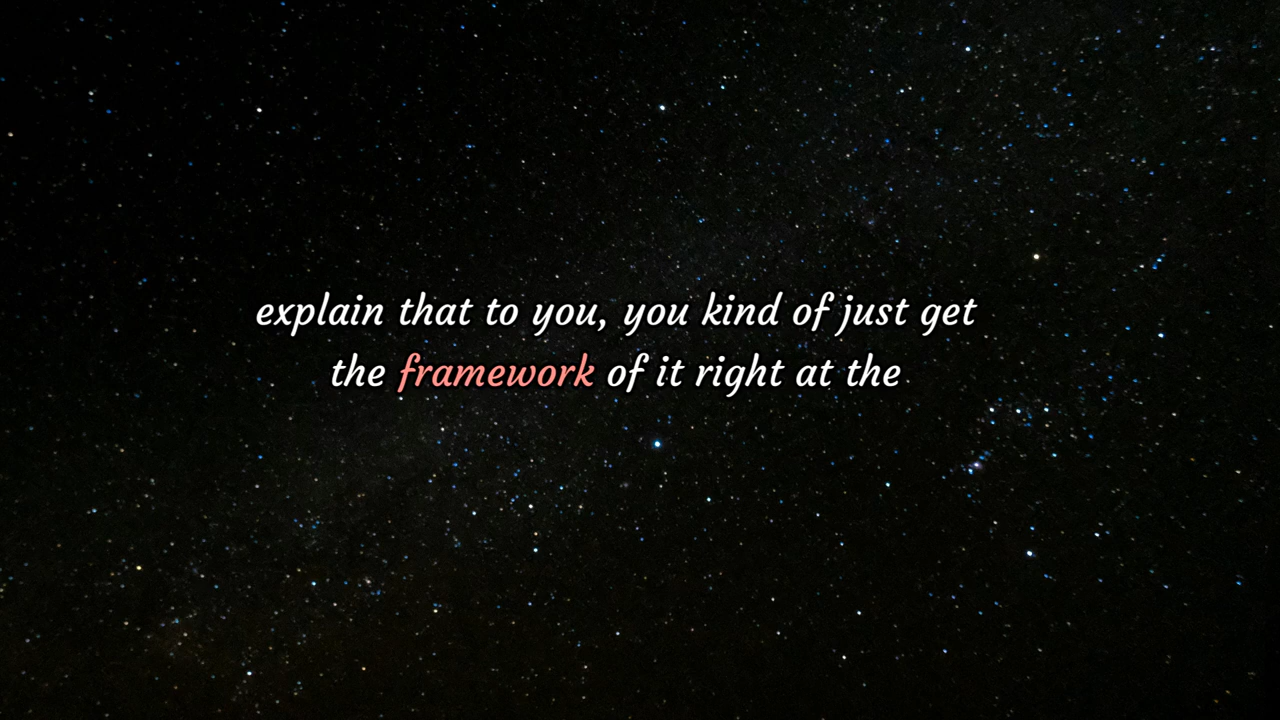 explain that to you, you kind of just get
the framework of it right at the